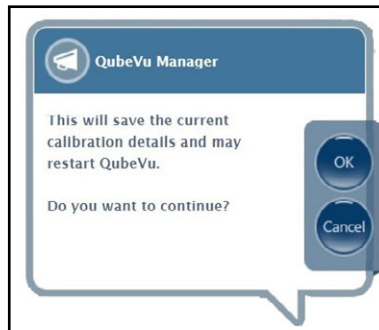 QubeVu Manager
This will save the current
calibration details and may
restart QubeVu.
Do you want to continue?
OK
Cancel